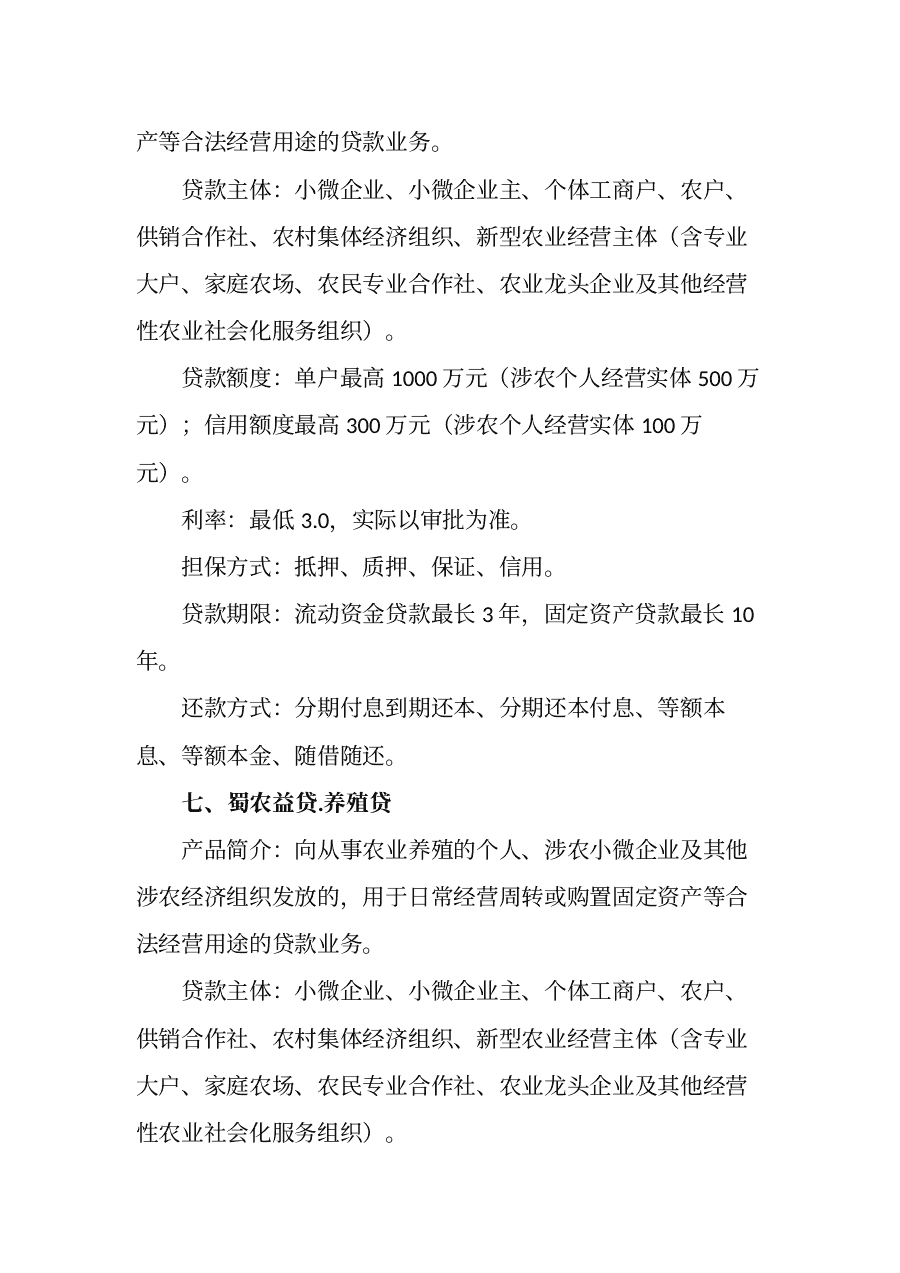 产等合法经营用途的贷款业务。
贷款主体：小微企业、小微企业主、个体工商户、农户、
供销合作社、农村集体经济组织、新型农业经营主体（含专业
大户、家庭农场、农民专业合作社、农业龙头企业及其他经营
性农业社会化服务组织）。
贷款额度：单户最高 1000 万元（涉农个人经营实体 500 万
元）；信用额度最高 300 万元（涉农个人经营实体 100 万
元）。
利率：最低 3.0，实际以审批为准。
担保方式：抵押、质押、保证、信用。
贷款期限：流动资金贷款最长 3 年，固定资产贷款最长 10
年。
还款方式：分期付息到期还本、分期还本付息、等额本
息、等额本金、随借随还。
七、蜀农益贷.养殖贷
产品简介：向从事农业养殖的个人、涉农小微企业及其他
涉农经济组织发放的，用于日常经营周转或购置固定资产等合
法经营用途的贷款业务。
贷款主体：小微企业、小微企业主、个体工商户、农户、
供销合作社、农村集体经济组织、新型农业经营主体（含专业
大户、家庭农场、农民专业合作社、农业龙头企业及其他经营
性农业社会化服务组织）。